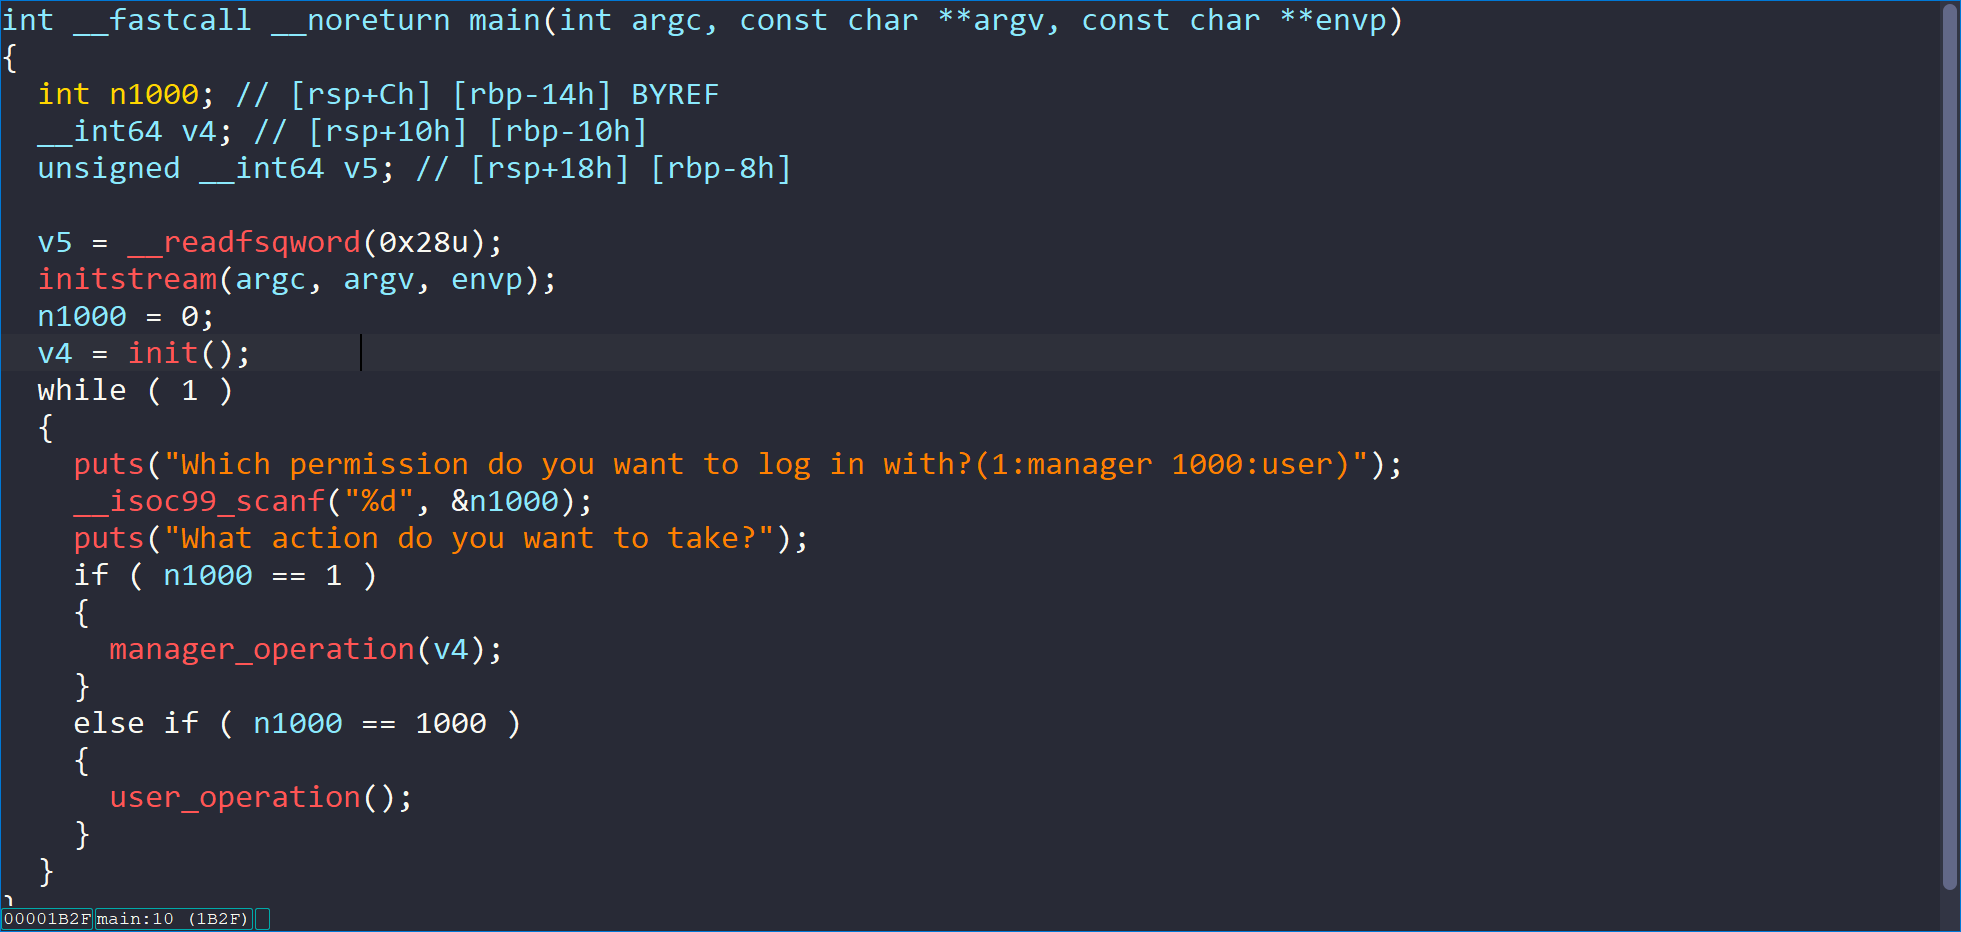 int __fastcall __noreturn main(int argc, const char **argv, const char **envp)
{
  int n1000; // [rsp+Ch] [rbp-14h] BYREF
  __int64 v4; // [rsp+10h] [rbp-10h]
  unsigned __int64 v5; // [rsp+18h] [rbp-8h]

  v5 = __readfsqword(0x28u);
  initstream(argc, argv, envp);
  n1000 = 0;
  v4 = init();
  while ( 1 )
  {
    puts("Which permission do you want to log in with?(1:manager 1000:user)");
    __isoc99_scanf("%d", &n1000);
    puts("What action do you want to take?");
    if ( n1000 == 1 )
    {
      manager_operation(v4);
    }
    else if ( n1000 == 1000 )
    {
      user_operation();
    }
  }
}
00001B2F main:10 (1B2F)